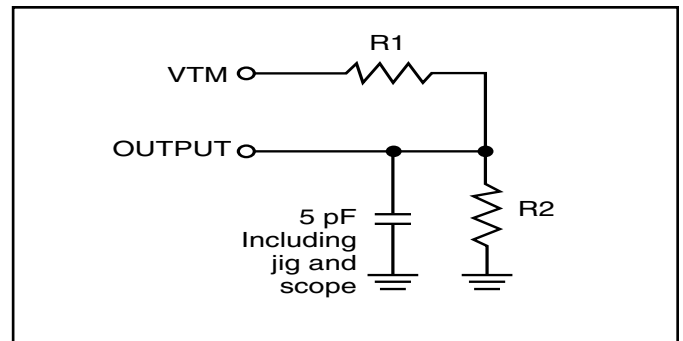 R1
VTM
OUTPUT
R2
5 pF
Including
jig and
scope